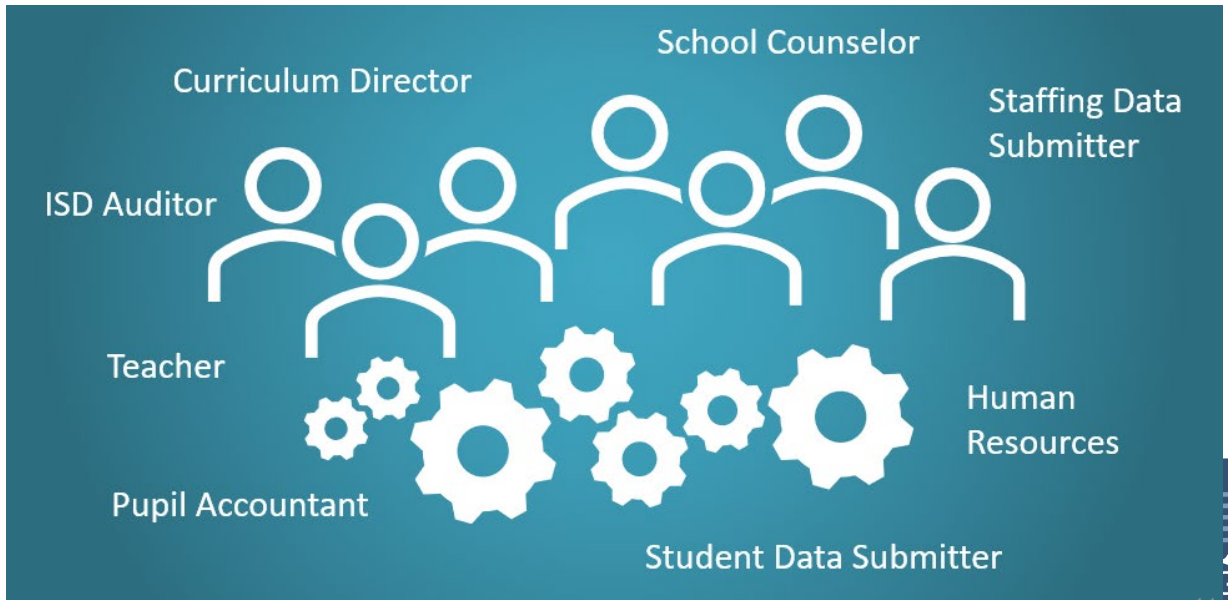 School Counselor
Curriculum Director
Staffing Data
Submitter
ISD Auditor
Teacher
Human
Resources
Pupil Accountant
Student Data Submitter